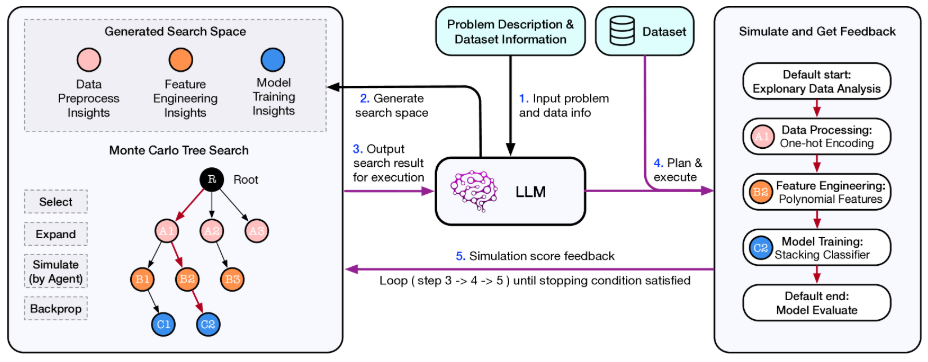 Generated Search Space
Data
Preprocess
Insights
Feature
Engineering
Insights
Model
Training
Insights
Monte Carlo Tree Search
Select
Expand
Simulate
(by Agent)
Backprop
R
Root
A1
A2
A3
B1
B2
B3
C1
C2
Problem Description &
Dataset Information
Dataset
1. Input problem
and data info
2. Generate
search space
3. Output
search result
for execution
LLM
4. Plan &
execute
5. Simulation score feedback
Loop ( step 3 -> 4 -> 5 ) until stopping condition satisfied
Simulate and Get Feedback
Default start:
Explonary Data Analysis
A1
Data Processing:
One-hot Encoding
B2
Feature Engineering:
Polynomial Features
C2
Model Training:
Stacking Classifier
Default end:
Model Evaluate